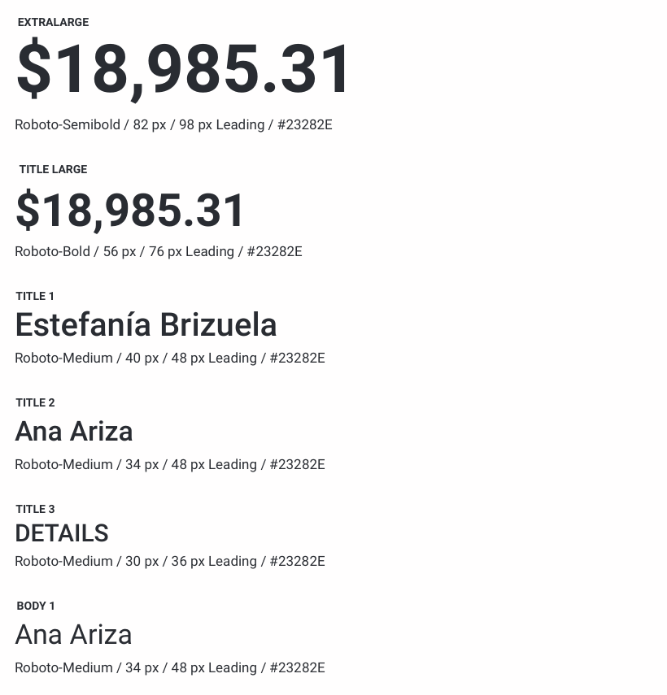 EXTRALARGE
$18,985.31
Roboto-Semibold / 82 px / 98 px Leading / #23282E
TITLE LARGE
$18,985.31
Roboto-Bold / 56 px / 76 px Leading / #23282E
TITLE 1
Estefanía Brizuela
Roboto-Medium / 40 px / 48 px Leading / #23282E
TITLE 2
Ana Ariza
Roboto-Medium / 34 px / 48 px Leading / #23282E
TITLE 3
DETAILS
Roboto-Medium / 30 px / 36 px Leading / #23282E
BODY 1
Ana Ariza
Roboto-Medium / 34 px / 48 px Leading / #23282E